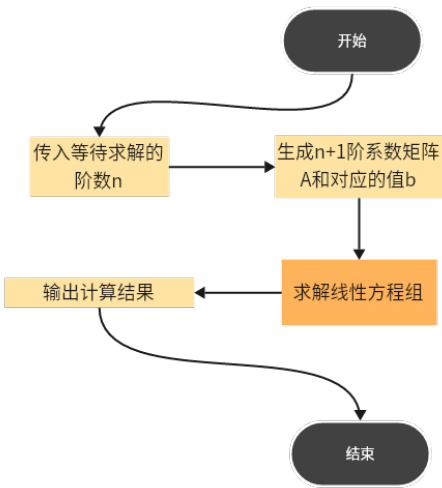 开始
传入等待求解的
阶数n
生成n+1阶系数矩阵
A和对应的值b
求解线性方程组
输出计算结果
结束